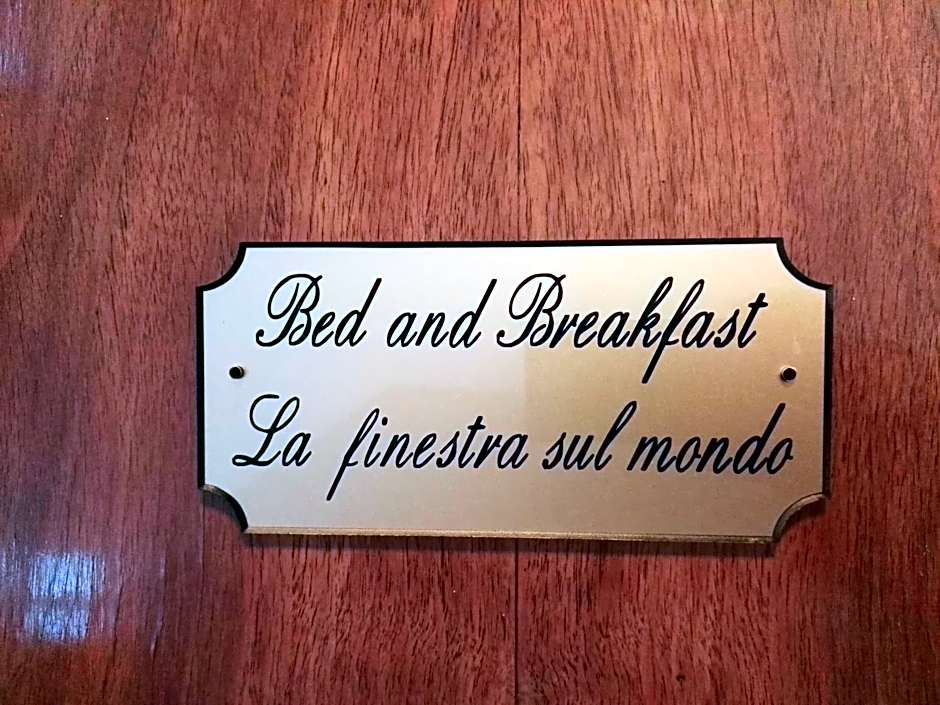 Bed and Breakfast
La finestra sul mondo